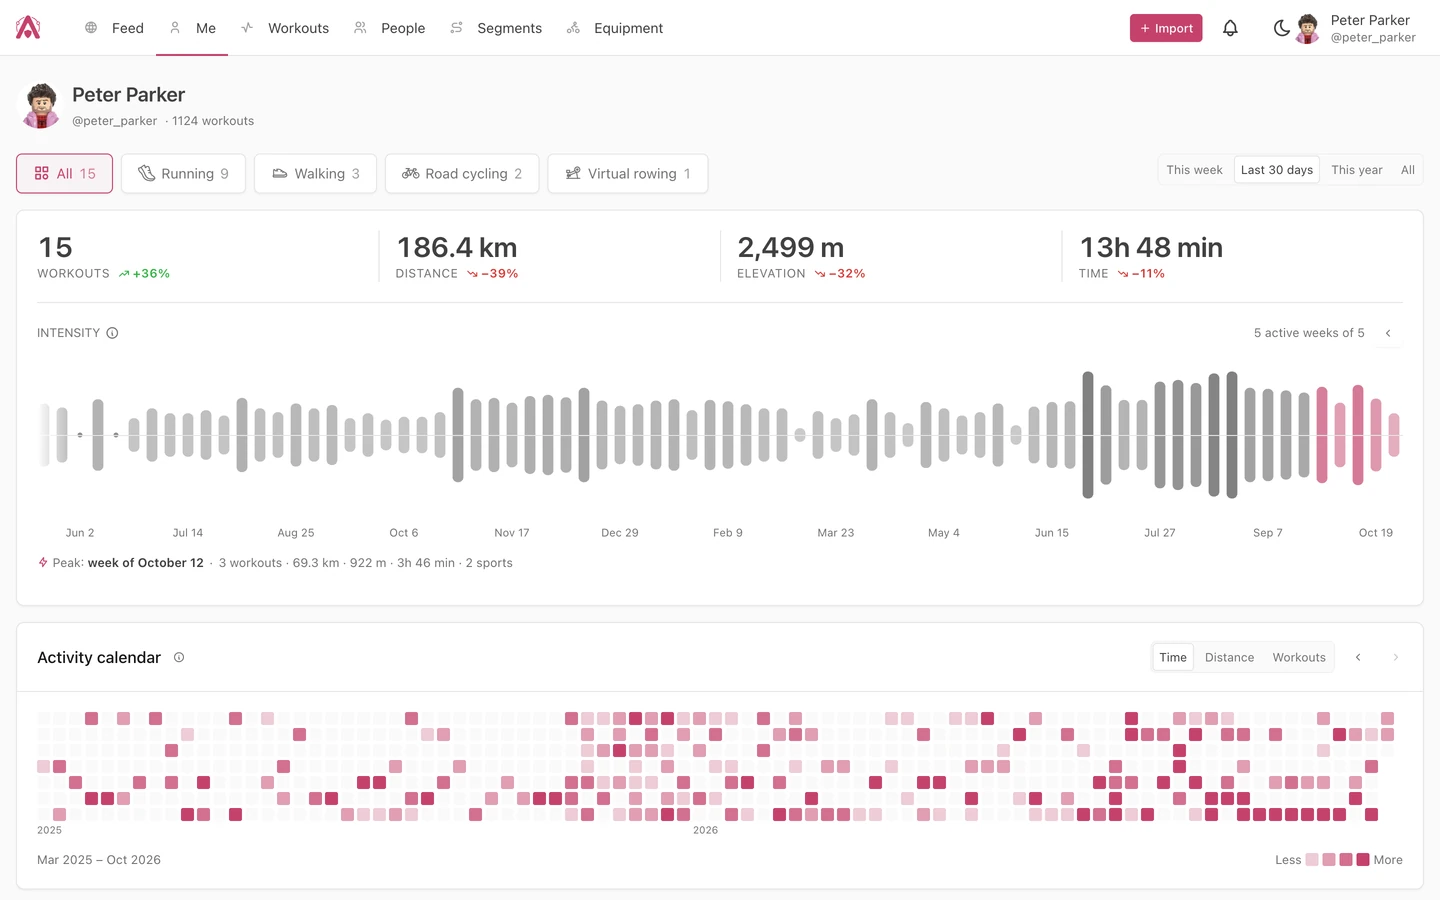 Feed Me Workouts People Segments Equipment + Import Peter Parker
@peter_parker
Peter Parker
@peter_parker · 1124 workouts
All 15 Running 9 Walking 3 Road cycling 2 Virtual rowing 1 This week Last 30 days This year All
15 186.4 km 2,499 m 13h 48 min
WORKOUTS +36% DISTANCE −39% ELEVATION −32% TIME −11%
INTENSITY 5 active weeks of 5
Jun 2 Jul 14 Aug 25 Oct 6 Nov 17 Dec 29 Feb 9 Mar 23 May 4 Jun 15 Jul 27 Sep 7 Oct 19
Peak: week of October 12 · 3 workouts · 69.3 km · 922 m · 3h 46 min · 2 sports
Activity calendar Time Distance Workouts
2025 2026
Mar 2025 – Oct 2026 Less More